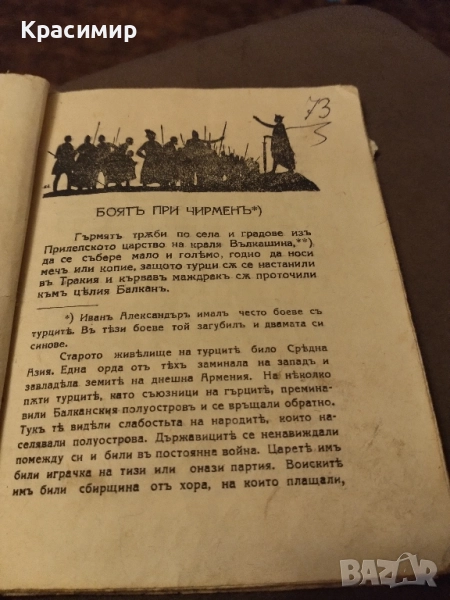 Красимир
73
БОЯТЪ ПРИ ЧИРМЕНЪ*)
Гърмятъ трѫби по села и градове изъ
Прилепското царство на краля Вълкашина,**)
да се събере мало и голѣмо, годно да носи
мечъ или копие, защото турци сѫ се настанили
въ Тракия и кървавъ маждракъ сѫ проточили
къмъ цѣлия Балканъ.
*) Иванъ Александъръ ималъ често боеве съ
турцитѣ. Въ тѣзи боеве той загубилъ и двамата си
синове.
Старото живѣлище на турцитѣ било Срѣдна
Азия. Една орда отъ тѣхъ заминала на западъ и
завладѣла земитѣ на днешна Армения. На нѣколко
пѫти турцитѣ, като съюзници на гърцитѣ, премина-
вили Балканския полуостровъ и се връщали обратно.
Тукъ тѣ видѣли слабостьта на народитѣ, които на-
селявали полуострова. Държавицитѣ се ненавиждали
помежду си и били въ постоянна война. Царетѣ имъ
били играчка на тизи или онази партия. Войскитѣ
имъ били сбирщина отъ хора, на които плащали,
BAZAR